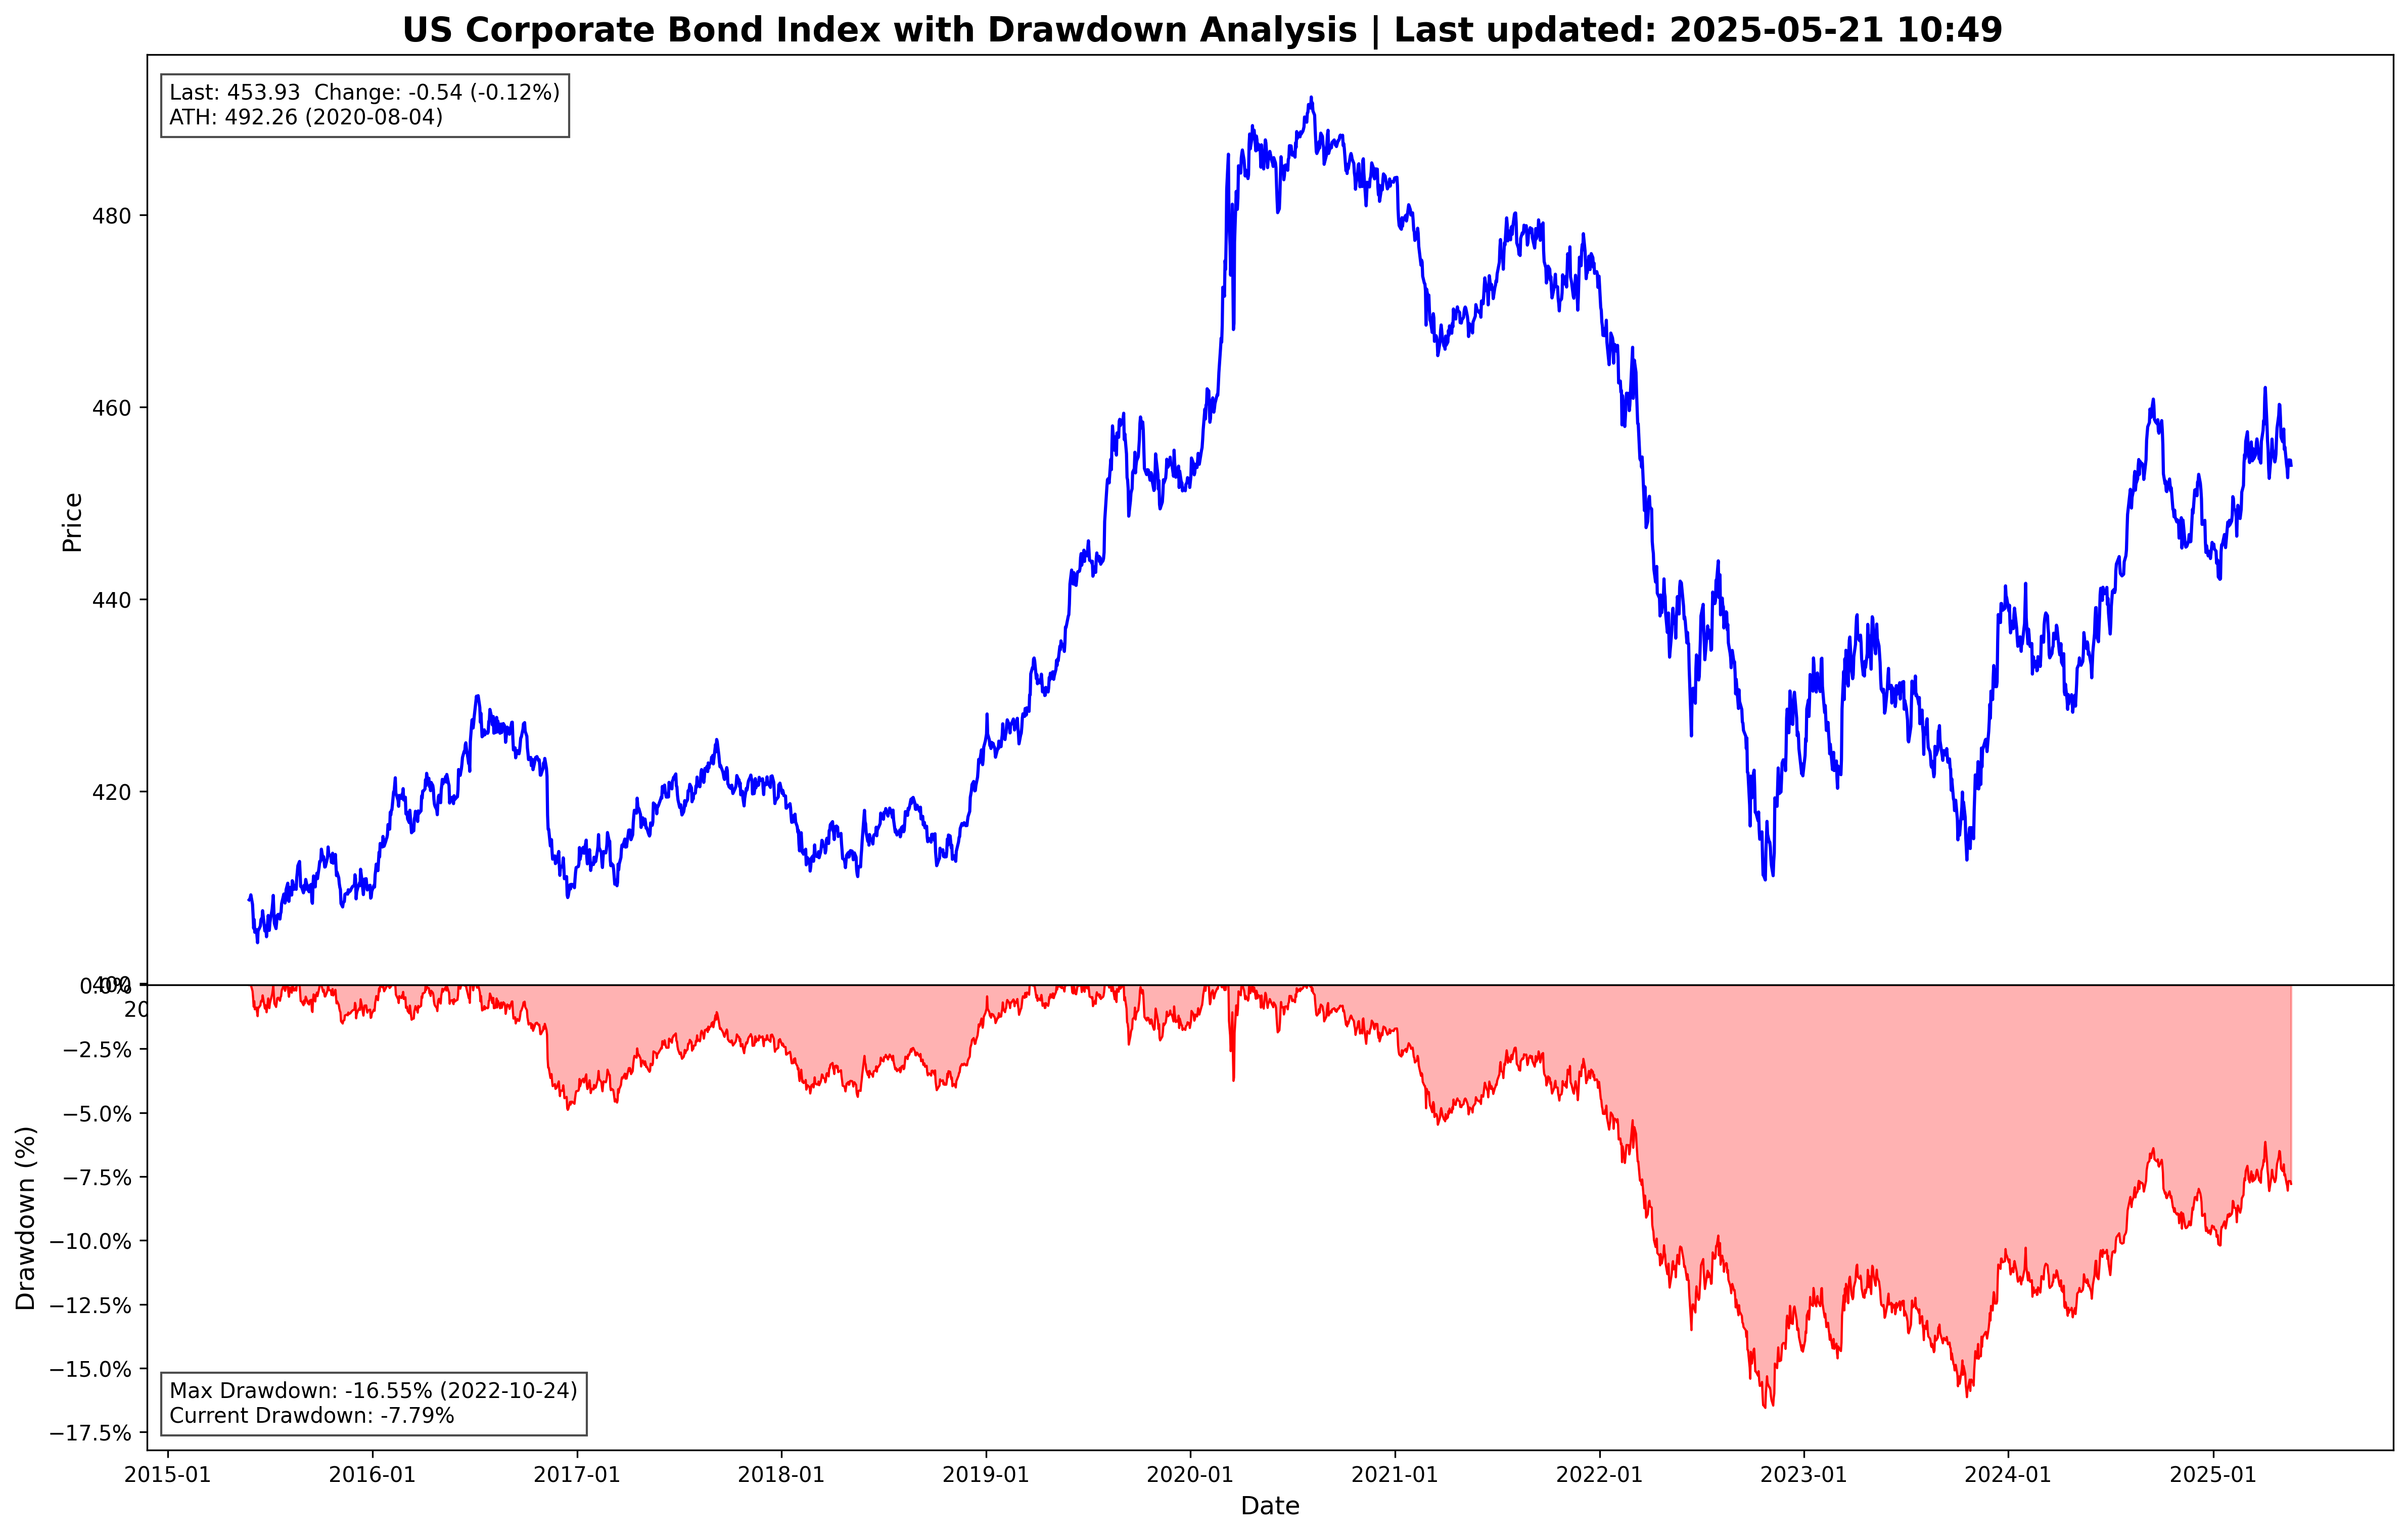 US Corporate Bond Index with Drawdown Analysis | Last updated: 2025-05-21 10:49
Last: 453.93  Change: -0.54 (-0.12%)
ATH: 492.26 (2020-08-04)
Price
480
460
440
420
400
0.0%
20
−2.5%
−5.0%
−7.5%
−10.0%
−12.5%
−15.0%
−17.5%
Drawdown (%)
Max Drawdown: -16.55% (2022-10-24)
Current Drawdown: -7.79%
2015-01 2016-01 2017-01 2018-01 2019-01 2020-01 2021-01 2022-01 2023-01 2024-01 2025-01
Date